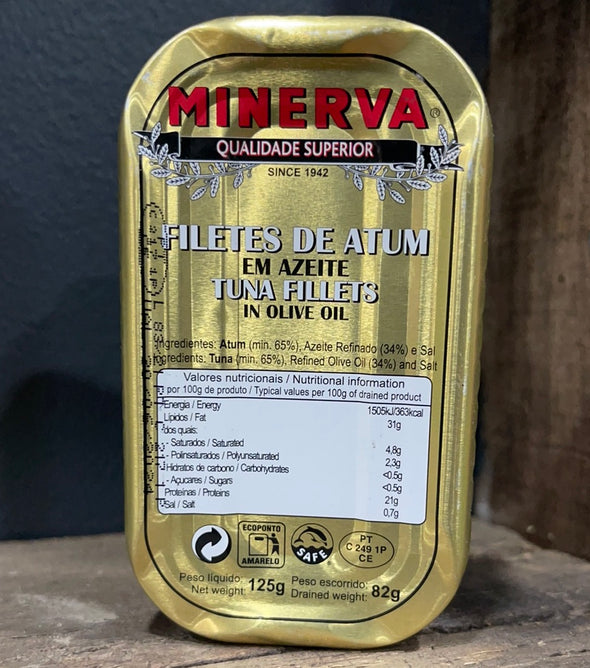 MINERVA®
QUALIDADE SUPERIOR
SINCE 1942
FILETES DE ATUM
EM AZEITE
TUNA FILLETS
IN OLIVE OIL
Ingredientes: Atum (min. 65%), Azeite Refinado (34%) e Sal
Ingredients: Tuna (min. 65%), Refined Olive Oil (34%) and Salt
Valores nutricionais / Nutritional information
por 100g de produto / Typical values per 100g of drained product
Energia / Energy 1505kJ/363kcal
Lípidos / Fat 31g
dos quais:
- Saturados / Saturated 4,8g
- Polinsaturados / Polyunsaturated 2,3g
Hidratos de carbono / Carbohydrates <0.5g
- Açucares / Sugars <0.5g
Proteínas / Proteins 21g
Sal / Salt 0,7g
ECOPONTO
AMARELO
SAFE
PT
C 249 1P
CE
Peso líquido: 125g Peso escorrido: 82g
Net weight: Drained weight: